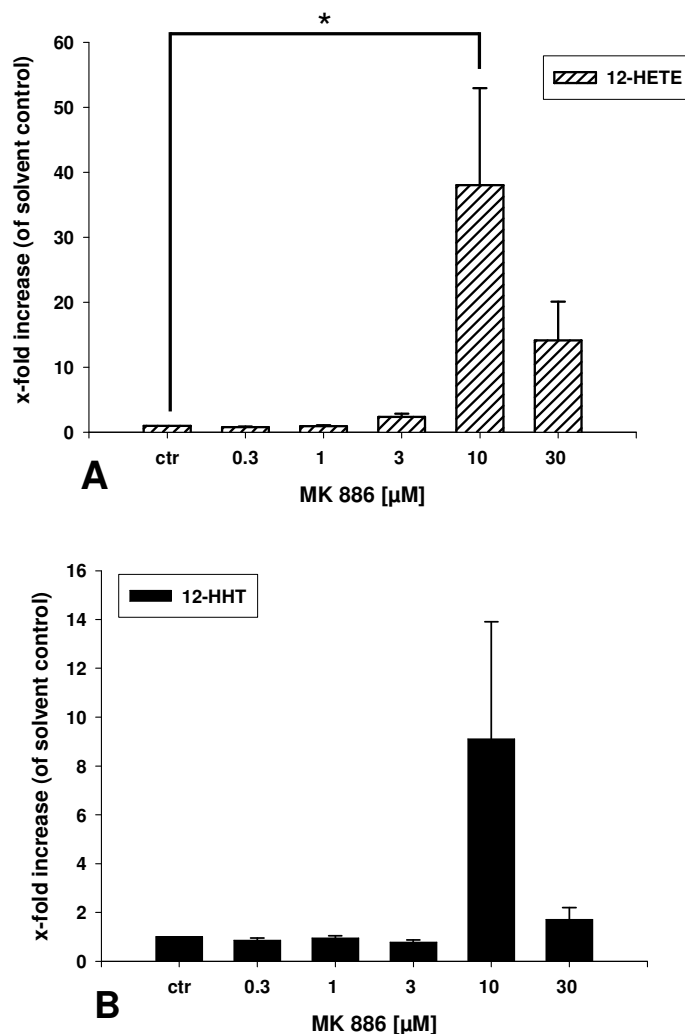 *
60
50
40
30
20
10
0
x-fold increase (of solvent control)
12-HETE
ctr 0.3 1 3 10 30
A
MK 886 [µM]
16
14
12
10
8
6
4
2
0
x-fold increase (of solvent control)
12-HHT
ctr 0.3 1 3 10 30
B
MK 886 [µM]